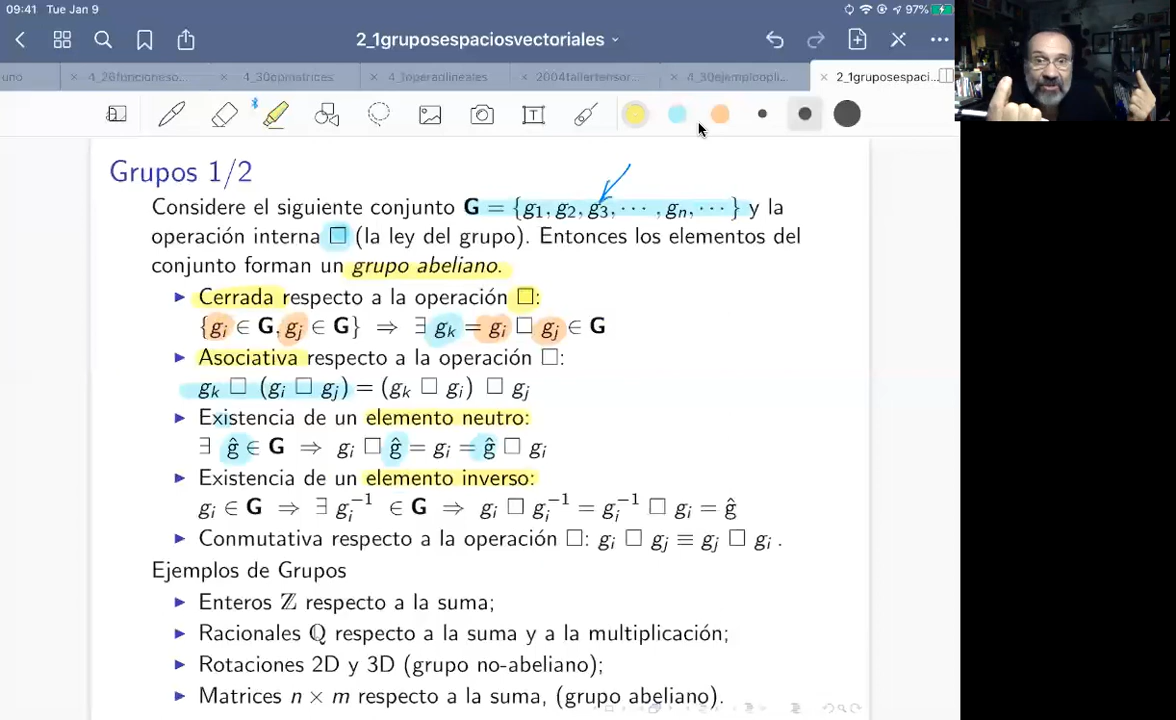 09:41 Tue Jan 9
97%
2_1gruposespaciosvectoriales
uno
4_26funcioneso...
4_30cpmatrices
4_1operadlineales
2004tallertensor...
4_30ejemploopli...
2_1gruposespaci...
Grupos 1/2
Considere el siguiente conjunto G = {g₁, g₂, g₃, ··· , gₙ, ··· } y la
operación interna □ (la ley del grupo). Entonces los elementos del
conjunto forman un grupo abeliano.
▶ Cerrada respecto a la operación □:
{gᵢ ∈ G, gⱼ ∈ G} ⇒ ∃ gₖ = gᵢ □ gⱼ ∈ G
▶ Asociativa respecto a la operación □:
gₖ □ (gᵢ □ gⱼ) = (gₖ □ gᵢ) □ gⱼ
▶ Existencia de un elemento neutro:
∃ ĝ ∈ G ⇒ gᵢ □ ĝ = gᵢ = ĝ □ gᵢ
▶ Existencia de un elemento inverso:
gᵢ ∈ G ⇒ ∃ gᵢ⁻¹ ∈ G ⇒ gᵢ □ gᵢ⁻¹ = gᵢ⁻¹ □ gᵢ = ĝ
▶ Conmutativa respecto a la operación □: gᵢ □ gⱼ ≡ gⱼ □ gᵢ .
Ejemplos de Grupos
▶ Enteros ℤ respecto a la suma;
▶ Racionales ℚ respecto a la suma y a la multiplicación;
▶ Rotaciones 2D y 3D (grupo no-abeliano);
▶ Matrices n × m respecto a la suma, (grupo abeliano).